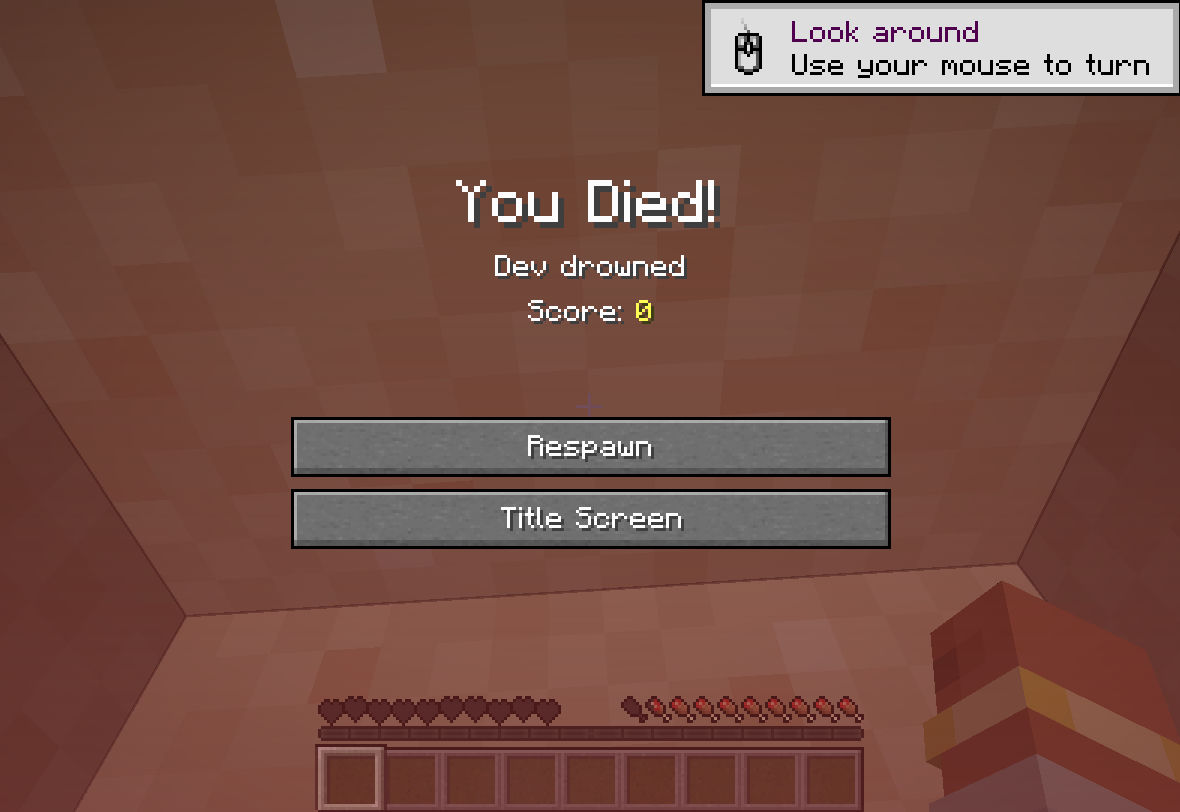 Look around
Use your mouse to turn
You Died!
Dev drowned
Score: 0
Respawn
Title Screen